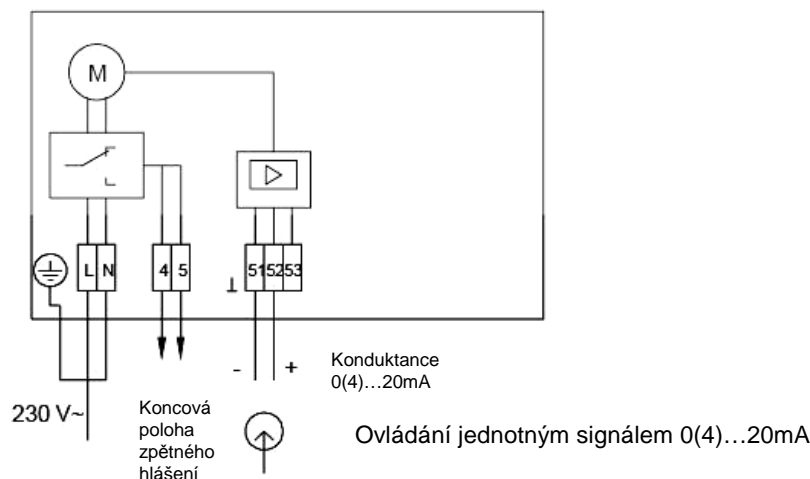 M
L N 4 5 ⊥ 51 52 53
- +
Konduktance
0(4)…20mA
230 V~
Koncová
poloha
zpětného
hlášení
Ovládání jednotným signálem 0(4)…20mA